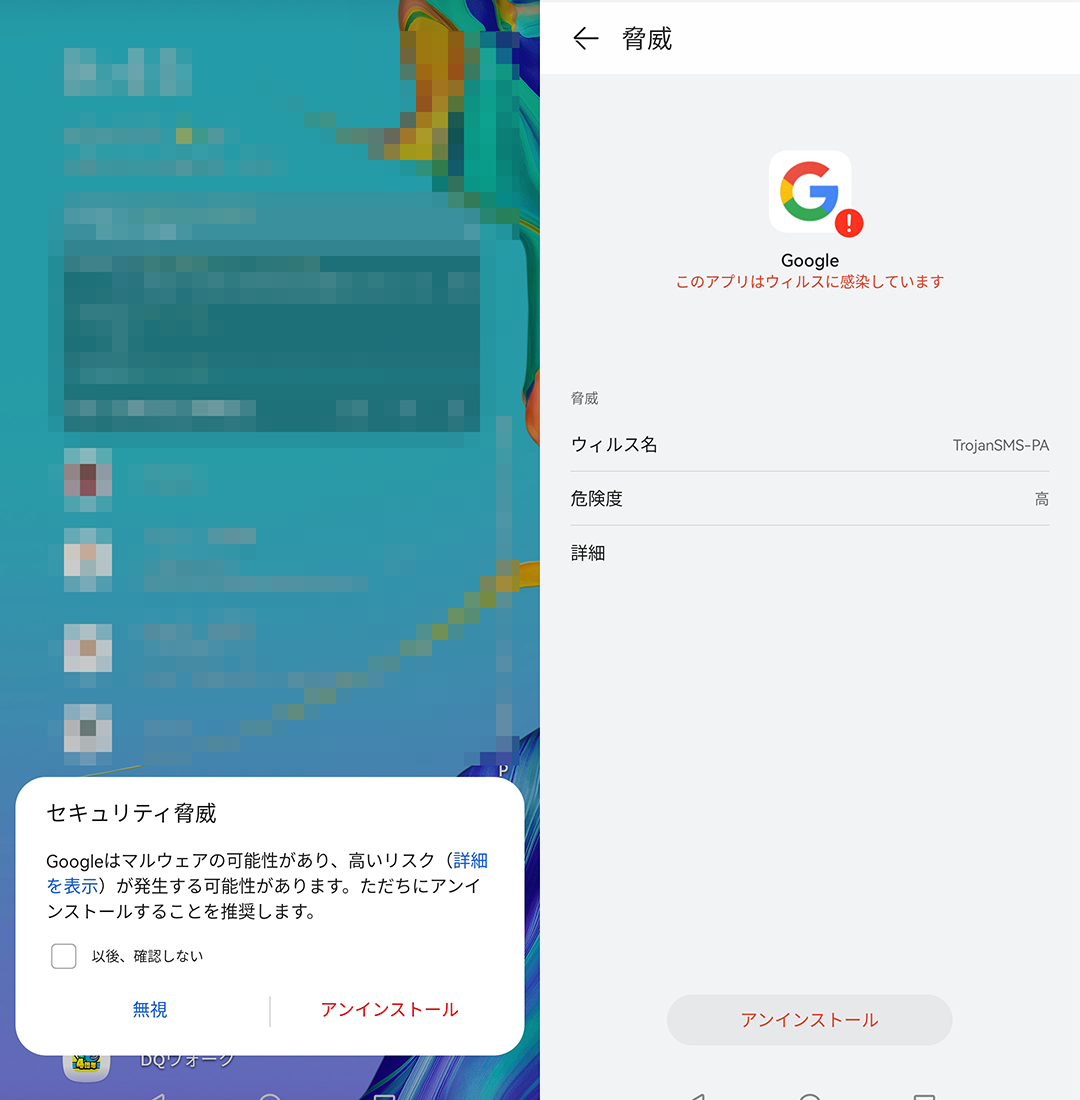 P
セキュリティ脅威
Googleはマルウェアの可能性があり、高いリスク（詳細
を表示）が発生する可能性があります。ただちにアンイ
ンストールすることを推奨します。
以後、確認しない
無視
アンインストール
DQウォーク
脅威
Google
このアプリはウィルスに感染しています
脅威
ウィルス名
TrojanSMS-PA
危険度
高
詳細
アンインストール